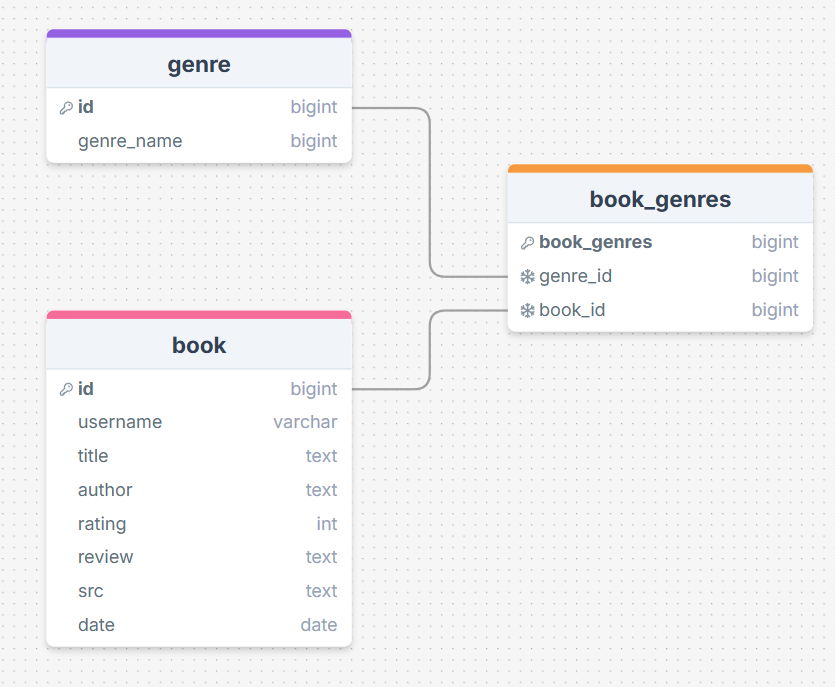 genre
id bigint
genre_name bigint
book_genres
book_genres bigint
genre_id bigint
book_id bigint
book
id bigint
username varchar
title text
author text
rating int
review text
src text
date date